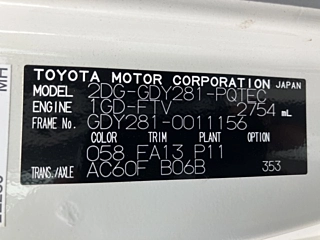 TOYOTA MOTOR CORPORATION JAPAN
MODEL 2DG-GDY281-PQTEC
ENGINE 1GD-FTV 2754 mL
FRAME No. GDY281-0011156
COLOR TRIM PLANT OPTION
058 FA13 P11
TRANS./AXLE AC60F B06B 353
MH